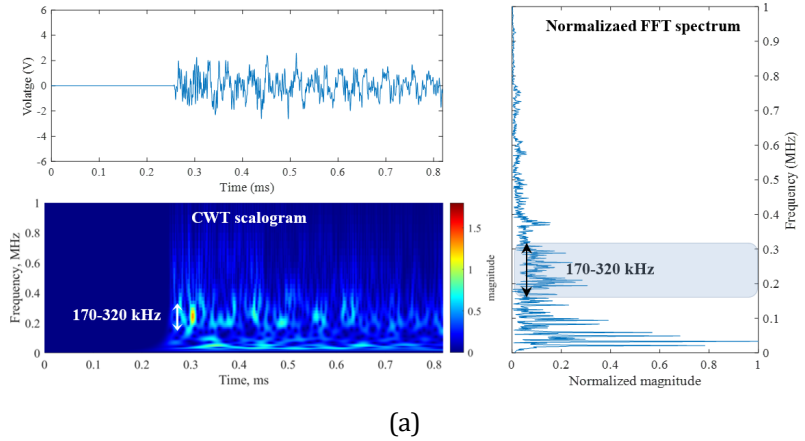 6
4
2
0
-2
-4
-6
Volatge (V)
0 0.1 0.2 0.3 0.4 0.5 0.6 0.7 0.8
Time (ms)
CWT scalogram
1
0.8
0.6
0.4
0.2
0
Frequency, MHz
170-320 kHz
0 0.1 0.2 0.3 0.4 0.5 0.6 0.7 0.8
Time, ms
1.5
1
0.5
0
magnitude
Normalizaed FFT spectrum
1
0.9
0.8
0.7
0.6
0.5
0.4
0.3
0.2
0.1
0
Frequency (MHz)
170-320 kHz
0 0.2 0.4 0.6 0.8 1
Normalized magnitude
(a)